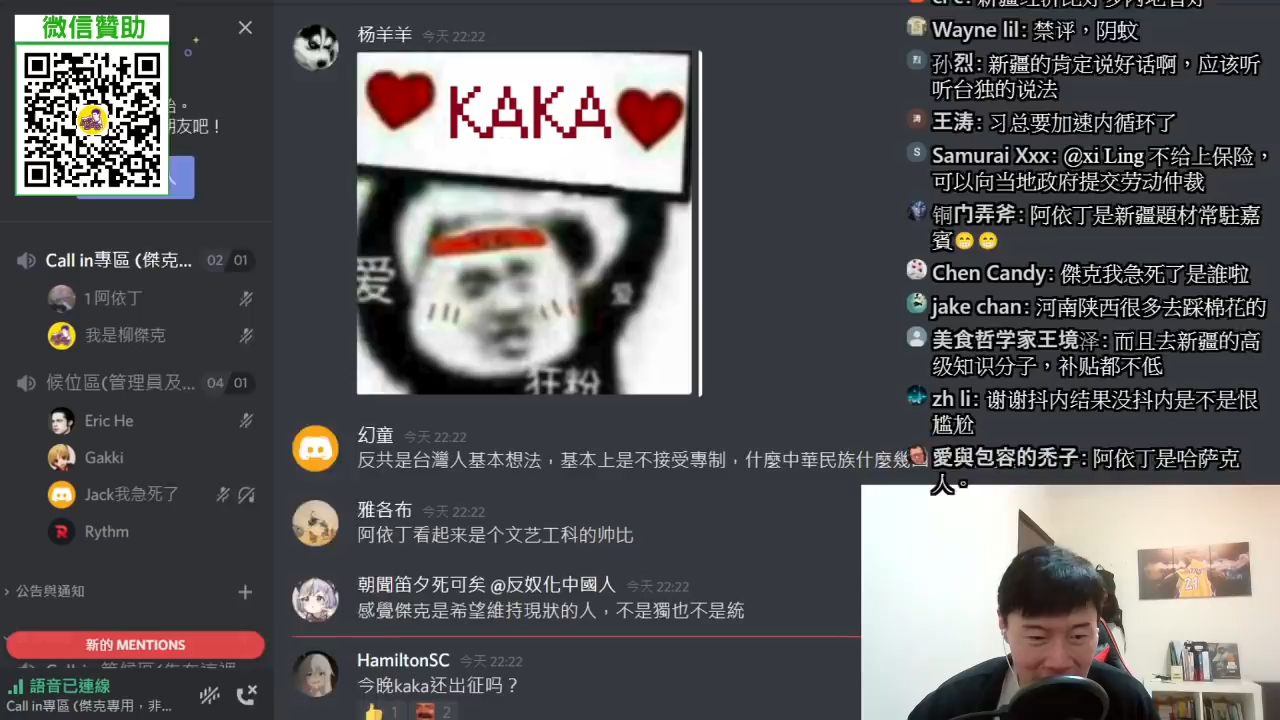 微信贊助
朋友吧！
Call in專區 (傑克... 02 01
1 阿依丁
我是柳傑克
候位區(管理員及... 04 01
Eric He
Gakki
Jack我急死了
Rythm
公告與通知
新的 MENTIONS
語音已連線
Call in專區 (傑克專用，非...
杨羊羊 今天 22:22
KAKA
爱
爱
狂粉
幻童 今天 22:22
反共是台灣人基本想法，基本上是不接受專制，什麼中華民族什麼幾
雅各布 今天 22:22
阿依丁看起来是个文艺工科的帅比
朝聞笛夕死可矣 @反奴化中國人 今天 22:22
感覺傑克是希望維持現狀的人，不是獨也不是統
HamiltonSC 今天 22:22
今晚kaka还出征吗？
1 2
Wayne lil: 禁评，阴蚊
孙烈: 新疆的肯定说好话啊，应该听
听台独的说法
王涛: 习总要加速内循环了
Samurai Xxx: @xi Ling 不给上保险，
可以向当地政府提交劳动仲裁
铜门弄斧: 阿依丁是新疆題材常駐嘉
賓😁😁
Chen Candy: 傑克我急死了是誰啦
jake chan: 河南陕西很多去踩棉花的
美食哲学家王境泽: 而且去新疆的高
级知识分子，补贴都不低
zh li: 谢谢抖内结果没抖内是不是恨
尴尬
愛與包容的禿子: 阿依丁是哈萨克
人。